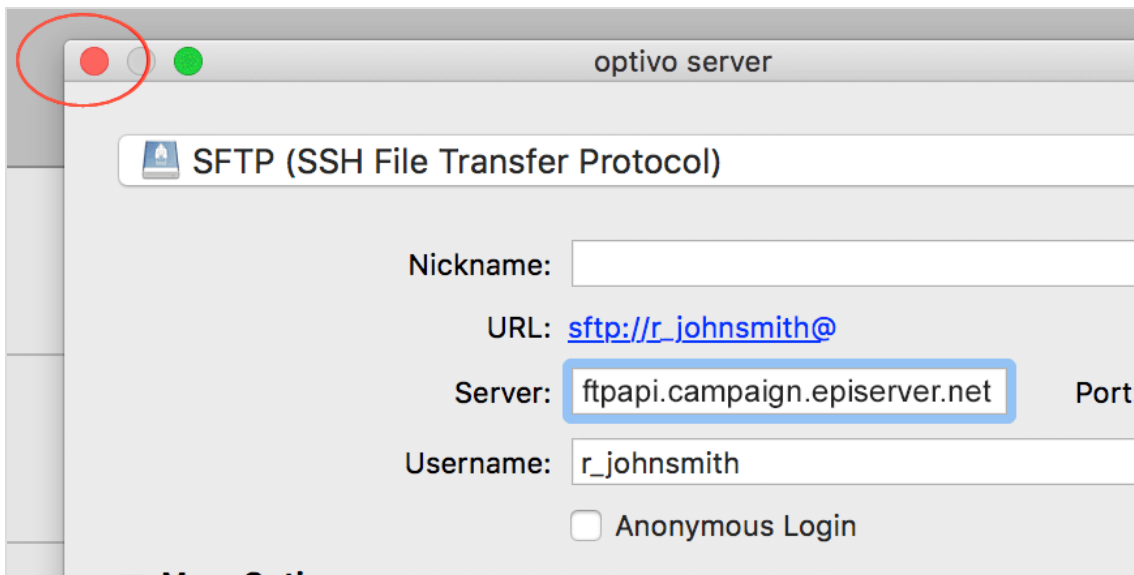 optivo server
SFTP (SSH File Transfer Protocol)
Nickname:
URL: sftp://r_johnsmith@
Server: ftpapi.campaign.episerver.net Port
Username: r_johnsmith
Anonymous Login